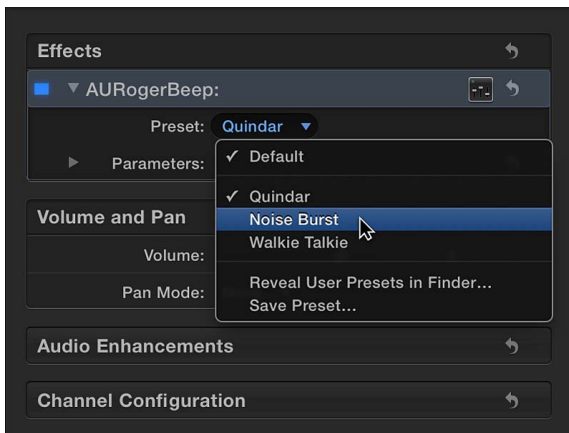 Effects
AURogerBeep:
Preset: Quindar
Parameters:
✓ Default
✓ Quindar
Noise Burst
Walkie Talkie
Reveal User Presets in Finder...
Save Preset...
Volume and Pan
Volume:
Pan Mode:
Audio Enhancements
Channel Configuration